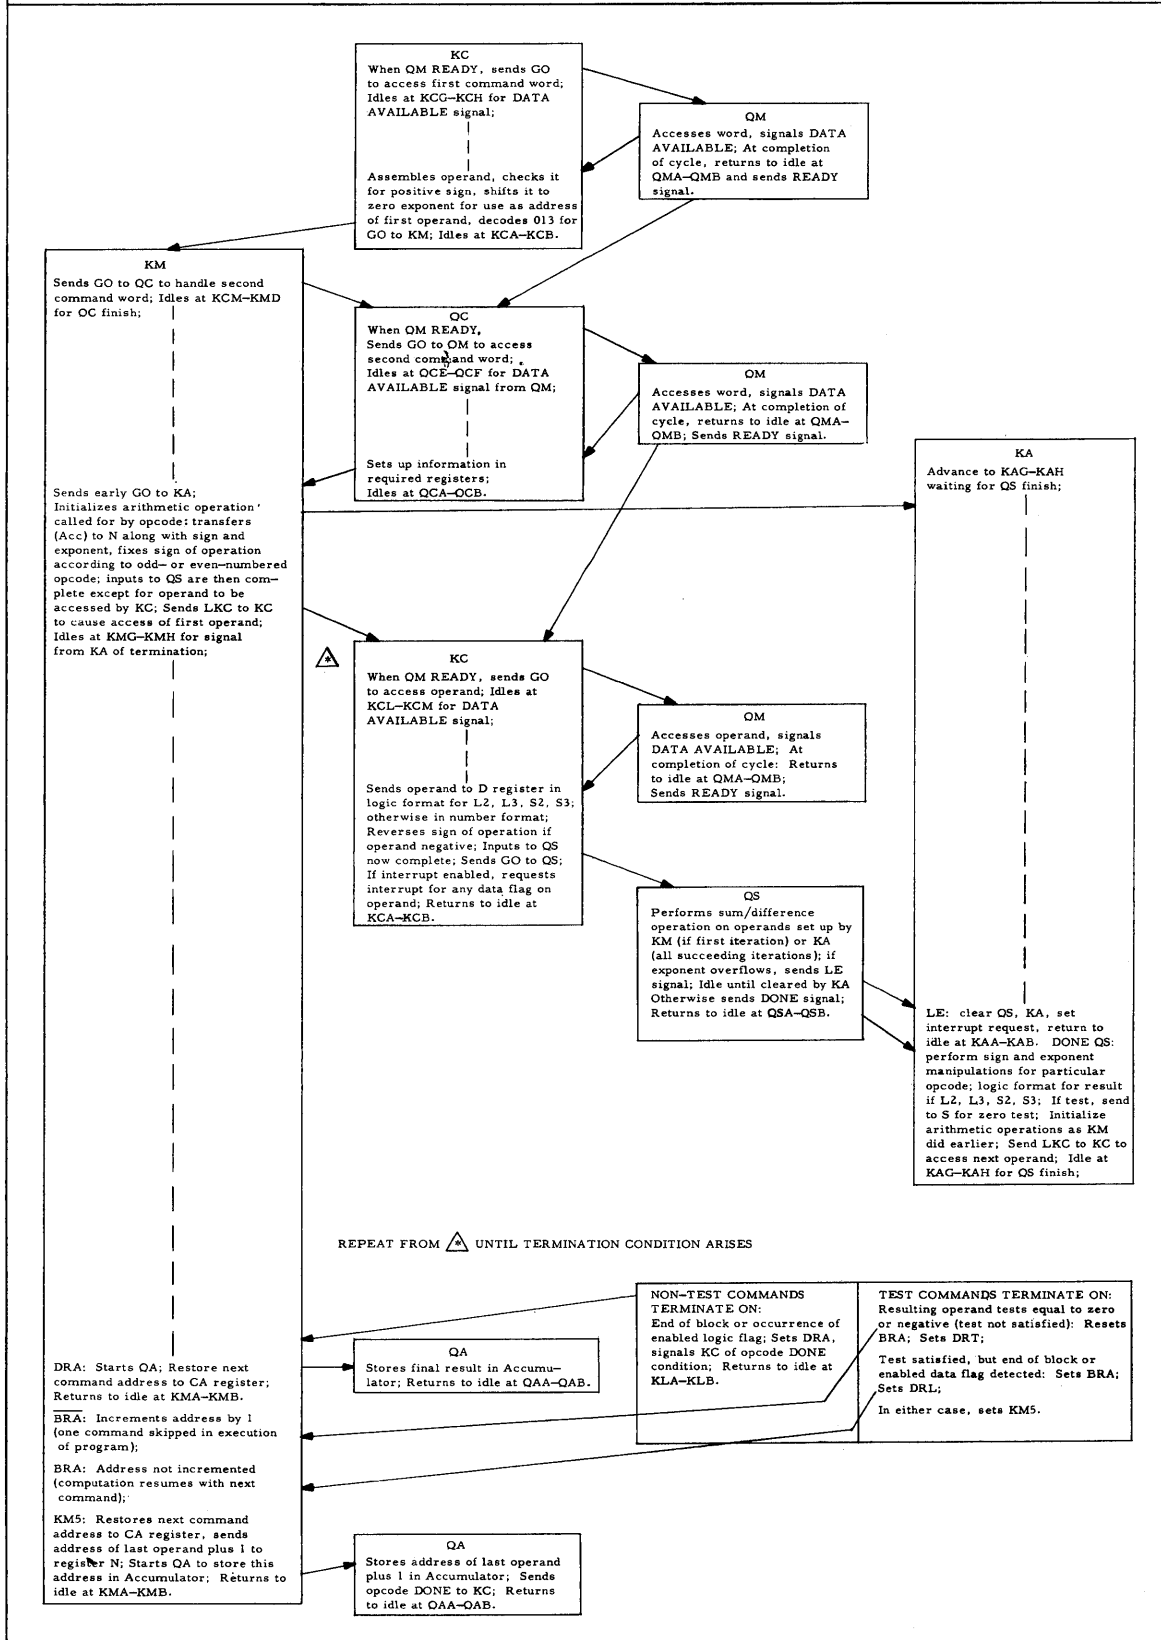 KC
When QM READY, sends GO
to access first command word;
Idles at KCG—KCH for DATA
AVAILABLE signal;
Assembles operand, checks it
for positive sign, shifts it to
zero exponent for use as address
of first operand, decodes 013 for
GO to KM; Idles at KCA—KCB.
QM
Accesses word, signals DATA
AVAILABLE; At completion
of cycle, returns to idle at
QMA—QMB and sends READY
signal.
KM
Sends GO to QC to handle second
command word; Idles at KCM—KMD
for QC finish;
QC
When QM READY,
Sends GO to QM to access
second command word;
Idles at QCE—QCF for DATA
AVAILABLE signal from QM;
Sets up information in
required registers;
Idles at QCA—QCB.
QM
Accesses word, signals DATA
AVAILABLE; At completion of
cycle, returns to idle at QMA—
QMB; Sends READY signal.
KA
Advance to KAG—KAH
waiting for QS finish;
Sends early GO to KA;
Initializes arithmetic operation
called for by opcode: transfers
(Acc) to N along with sign and
exponent, fixes sign of operation
according to odd— or even—numbered
opcode; inputs to QS are then com—
plete except for operand to be
accessed by KC; Sends LKC to KC
to cause access of first operand;
Idles at KMG—KMH for signal
from KA of termination;
*
KC
When QM READY, sends GO
to access operand; Idles at
KCL—KCM for DATA
AVAILABLE signal;
Sends operand to D register in
logic format for L2, L3, S2, S3;
otherwise in number format;
Reverses sign of operation if
operand negative; Inputs to QS
now complete; Sends GO to QS;
If interrupt enabled, requests
interrupt for any data flag on
operand; Returns to idle at
KCA—KCB.
QM
Accesses operand, signals
DATA AVAILABLE; At
completion of cycle: Returns
to idle at QMA—QMB;
Sends READY signal.
QS
Performs sum/difference
operation on operands set up by
KM (if first iteration) or KA
(all succeeding iterations); if
exponent overflows, sends LE
signal; Idle until cleared by KA
Otherwise sends DONE signal;
Returns to idle at QSA—QSB.
LE: clear QS, KA, set
interrupt request, return to
idle at KAA—KAB. DONE QS:
perform sign and exponent
manipulations for particular
opcode; logic format for result
if L2, L3, S2, S3; If test, send
to S for zero test; Initialize
arithmetic operations as KM
did earlier; Send LKC to KC to
access next operand; Idle at
KAG—KAH for QS finish;
REPEAT FROM * UNTIL TERMINATION CONDITION ARISES
NON—TEST COMMANDS
TERMINATE ON:
End of block or occurrence of
enabled logic flag; Sets DRA,
signals KC of opcode DONE
condition; Returns to idle at
KLA—KLB.
TEST COMMANDS TERMINATE ON:
Resulting operand tests equal to zero
or negative (test not satisfied): Resets
BRA; Sets DRT;
Test satisfied, but end of block or
enabled data flag detected: Sets BRA;
Sets DRL;
In either case, sets KM5.
DRA: Starts QA; Restore next
command address to CA register;
Returns to idle at KMA—KMB.
QA
Stores final result in Accumu—
lator; Returns to idle at QAA—QAB.
B̅R̅A̅: Increments address by 1
(one command skipped in execution
of program);
BRA: Address not incremented
(computation resumes with next
command);
KM5: Restores next command
address to CA register, sends
address of last operand plus 1 to
register N; Starts QA to store this
address in Accumulator; Returns to
idle at KMA—KMB.
QA
Stores address of last operand
plus 1 in Accumulator; Sends
opcode DONE to KC; Returns
to idle at QAA—QAB.